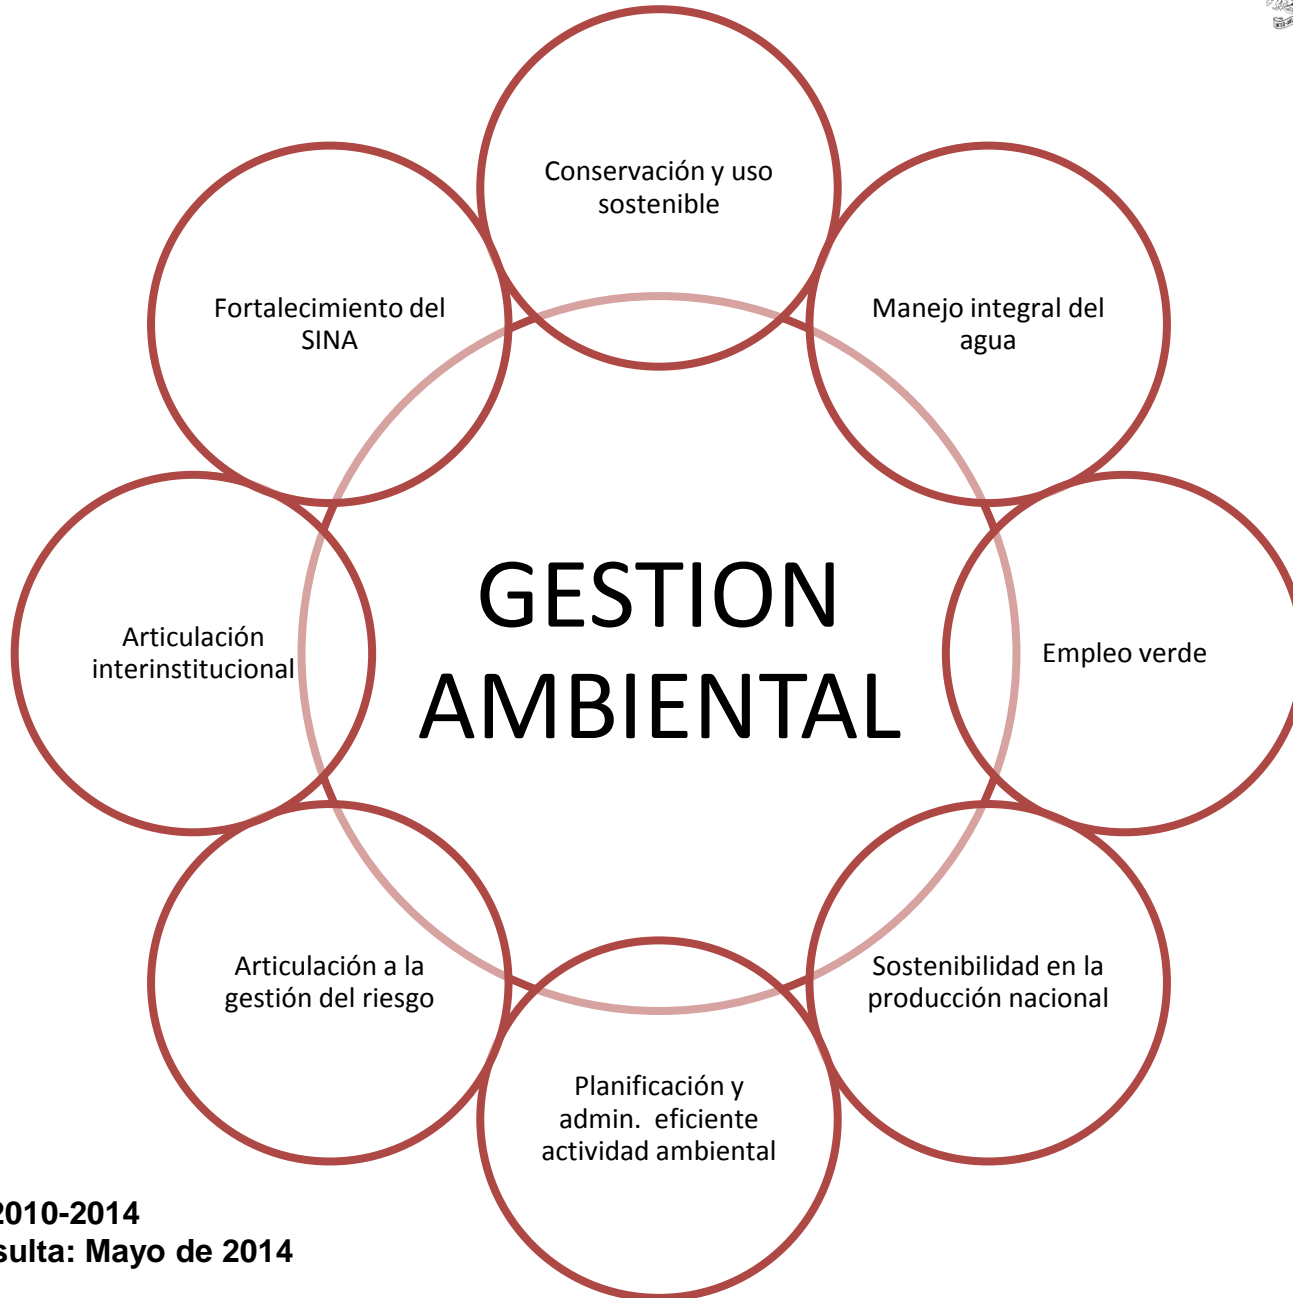 Conservación y uso
sostenible
Fortalecimiento del
SINA
Manejo integral del
agua
GESTION
AMBIENTAL
Articulación
interinstitucional
Empleo verde
Articulación a la
gestión del riesgo
Sostenibilidad en la
producción nacional
Planificación y
admin.  eficiente
actividad ambiental
2010-2014
sulta: Mayo de 2014